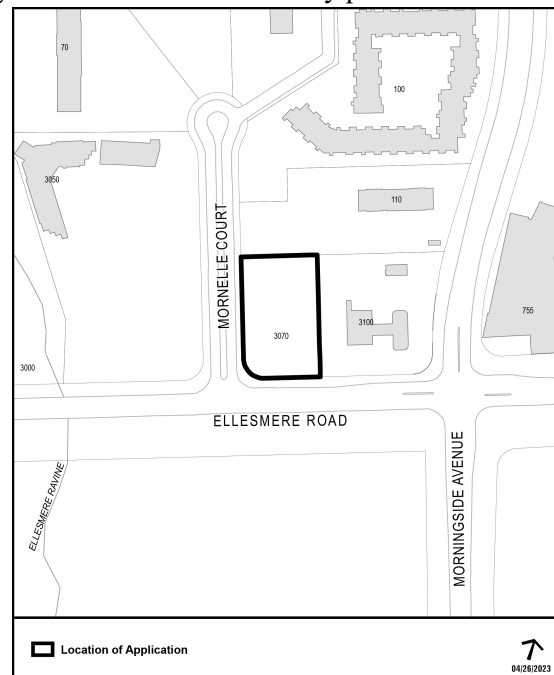 70
100
3050
110
MORNELLE COURT
755
3100
3070
3000
ELLESMERE ROAD
ELLESMERE RAVINE
MORNINGSIDE AVENUE
Location of Application
04/26/2023